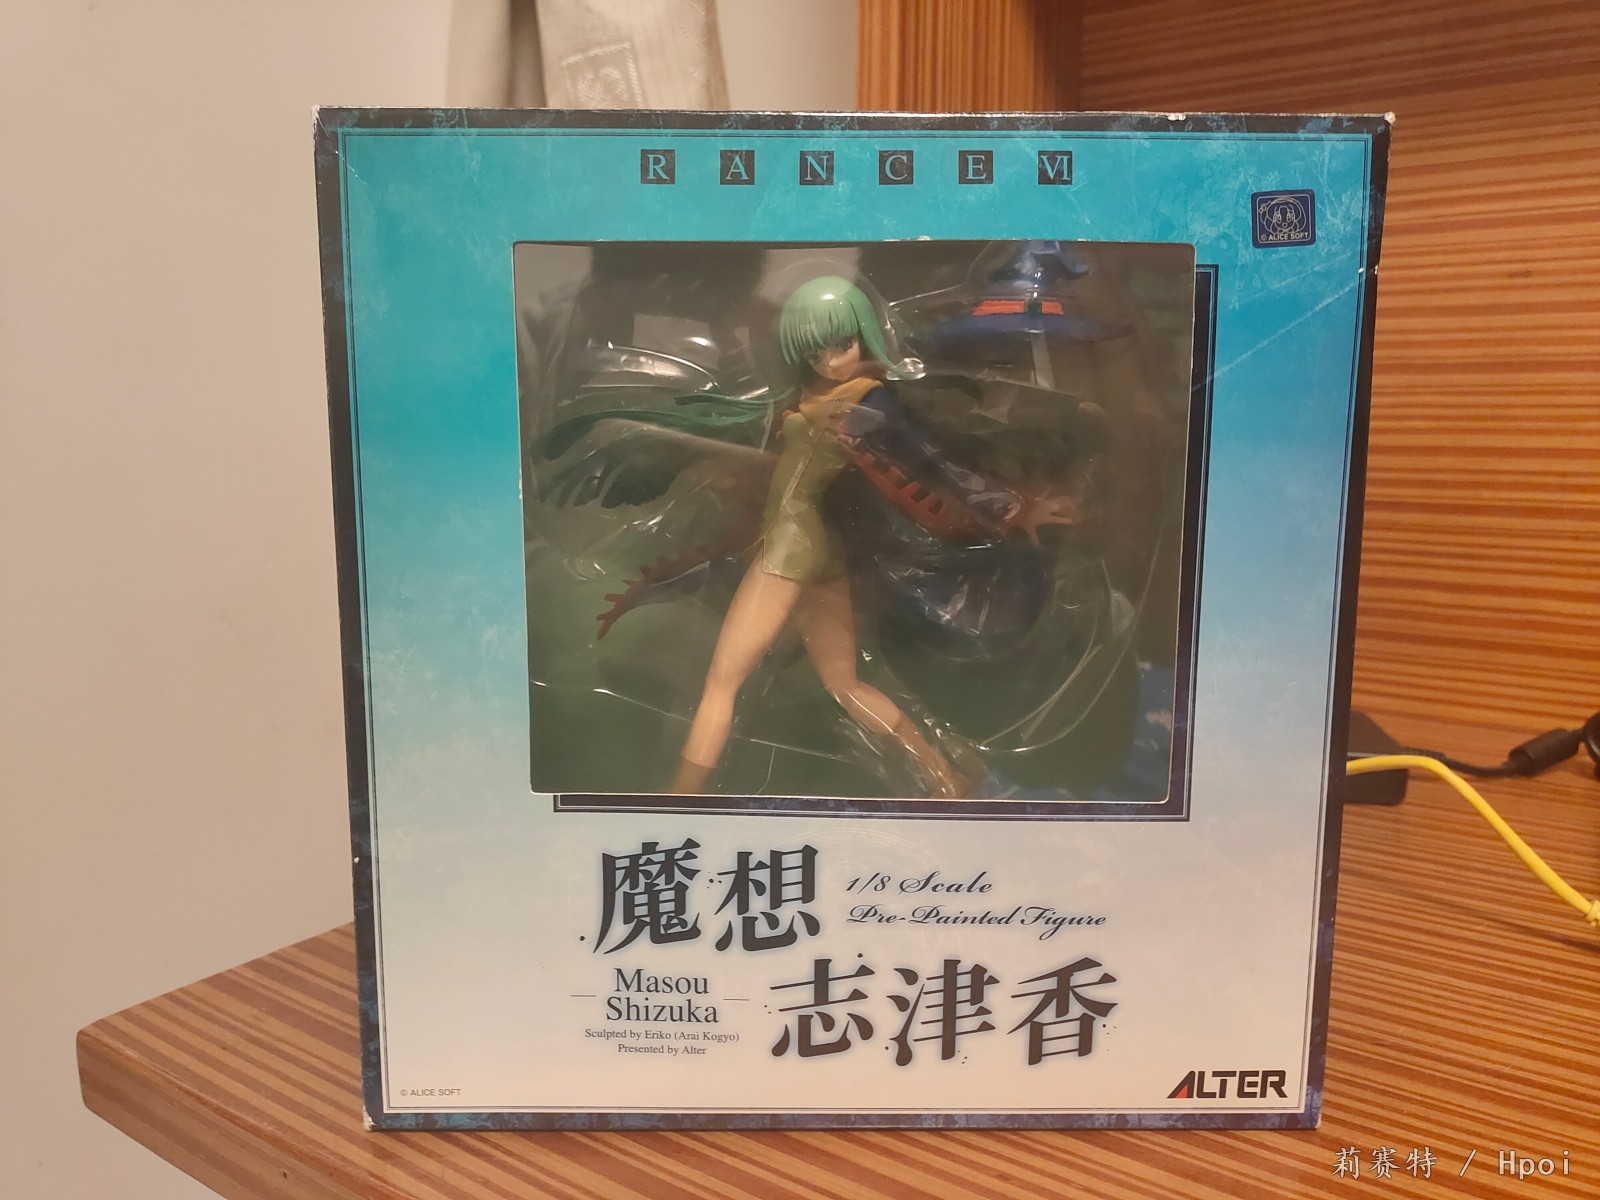 RANCE VI
© ALICE SOFT
魔想
1/8 Scale
Pre-Painted Figure
Masou
Shizuka
志津香
Sculpted by Eriko (Arai Kogyo)
Presented by Alter
© ALICE SOFT
ALTER
莉赛特 / Hpoi